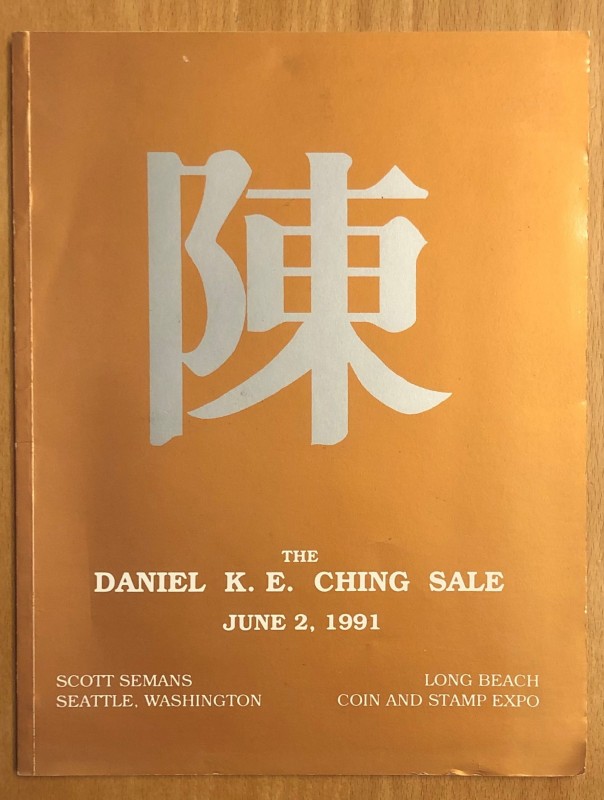 陳
THE
DANIEL K. E. CHING SALE
JUNE 2, 1991
SCOTT SEMANS
SEATTLE, WASHINGTON
LONG BEACH
COIN AND STAMP EXPO